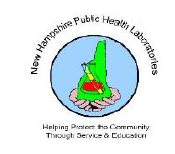 New Hampshire Public Health Laboratories
Helping Protect the Community
Through Service & Education